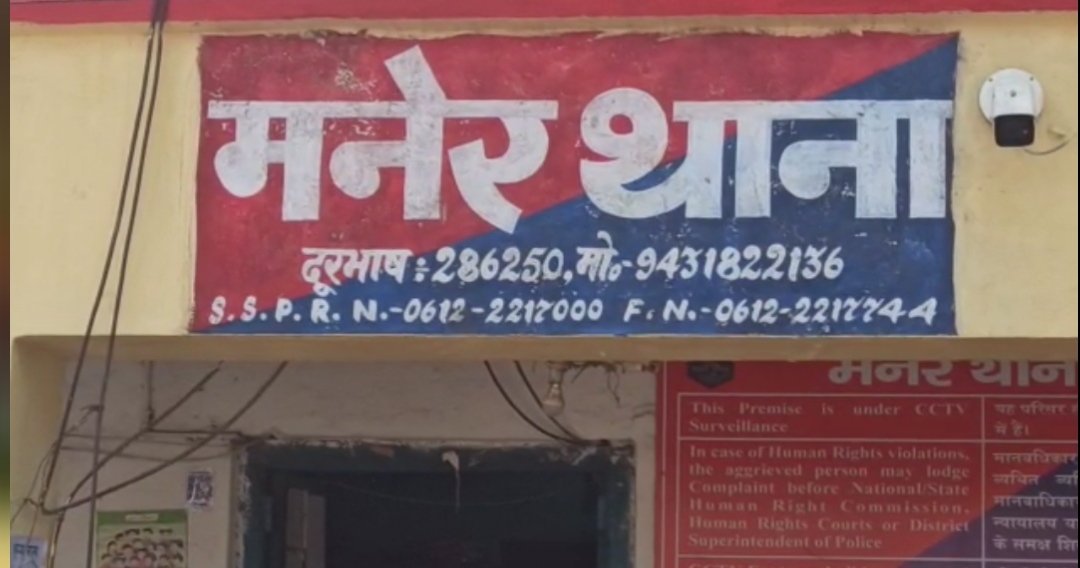 मनेर थाना
दूरभाष :- 286250, मो०-9431822136
S.S.P.R.N.-0612-2217000 F.N.-0612-2217744
मनेर थाना
This Premise is under CCTV
Surveillance
यह परिसर
में है।
In case of Human Rights violations,
the aggrieved person may lodge
Complaint before National/State
Human Right Commission,
Human Rights Courts or District
Superintendent of Police
मानवाधिकार
व्यथित
मानवाधिकार
न्यायालय या
के समक्ष